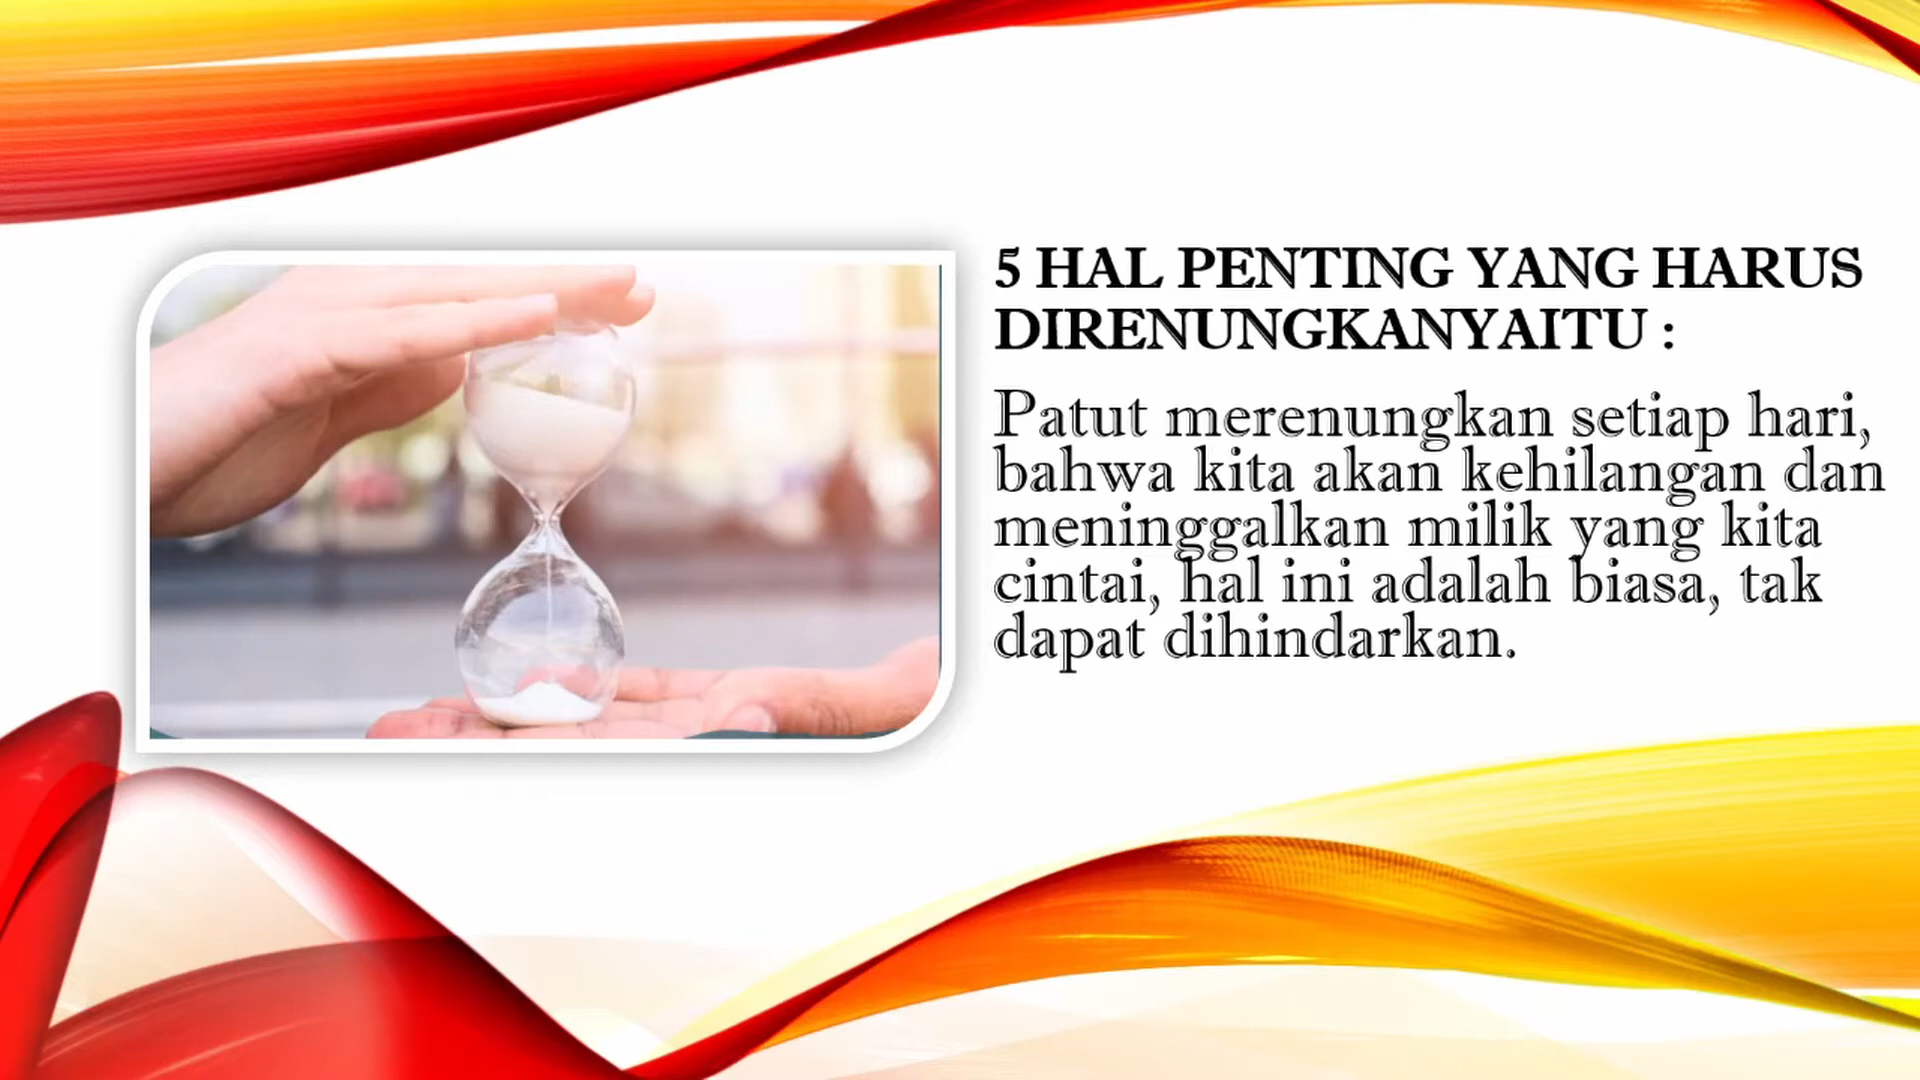 5 HAL PENTING YANG HARUS
DIRENUNGKANYAITU :
Patut merenungkan setiap hari,
bahwa kita akan kehilangan dan
meninggalkan milik yang kita
cintai, hal ini adalah biasa, tak
dapat dihindarkan.